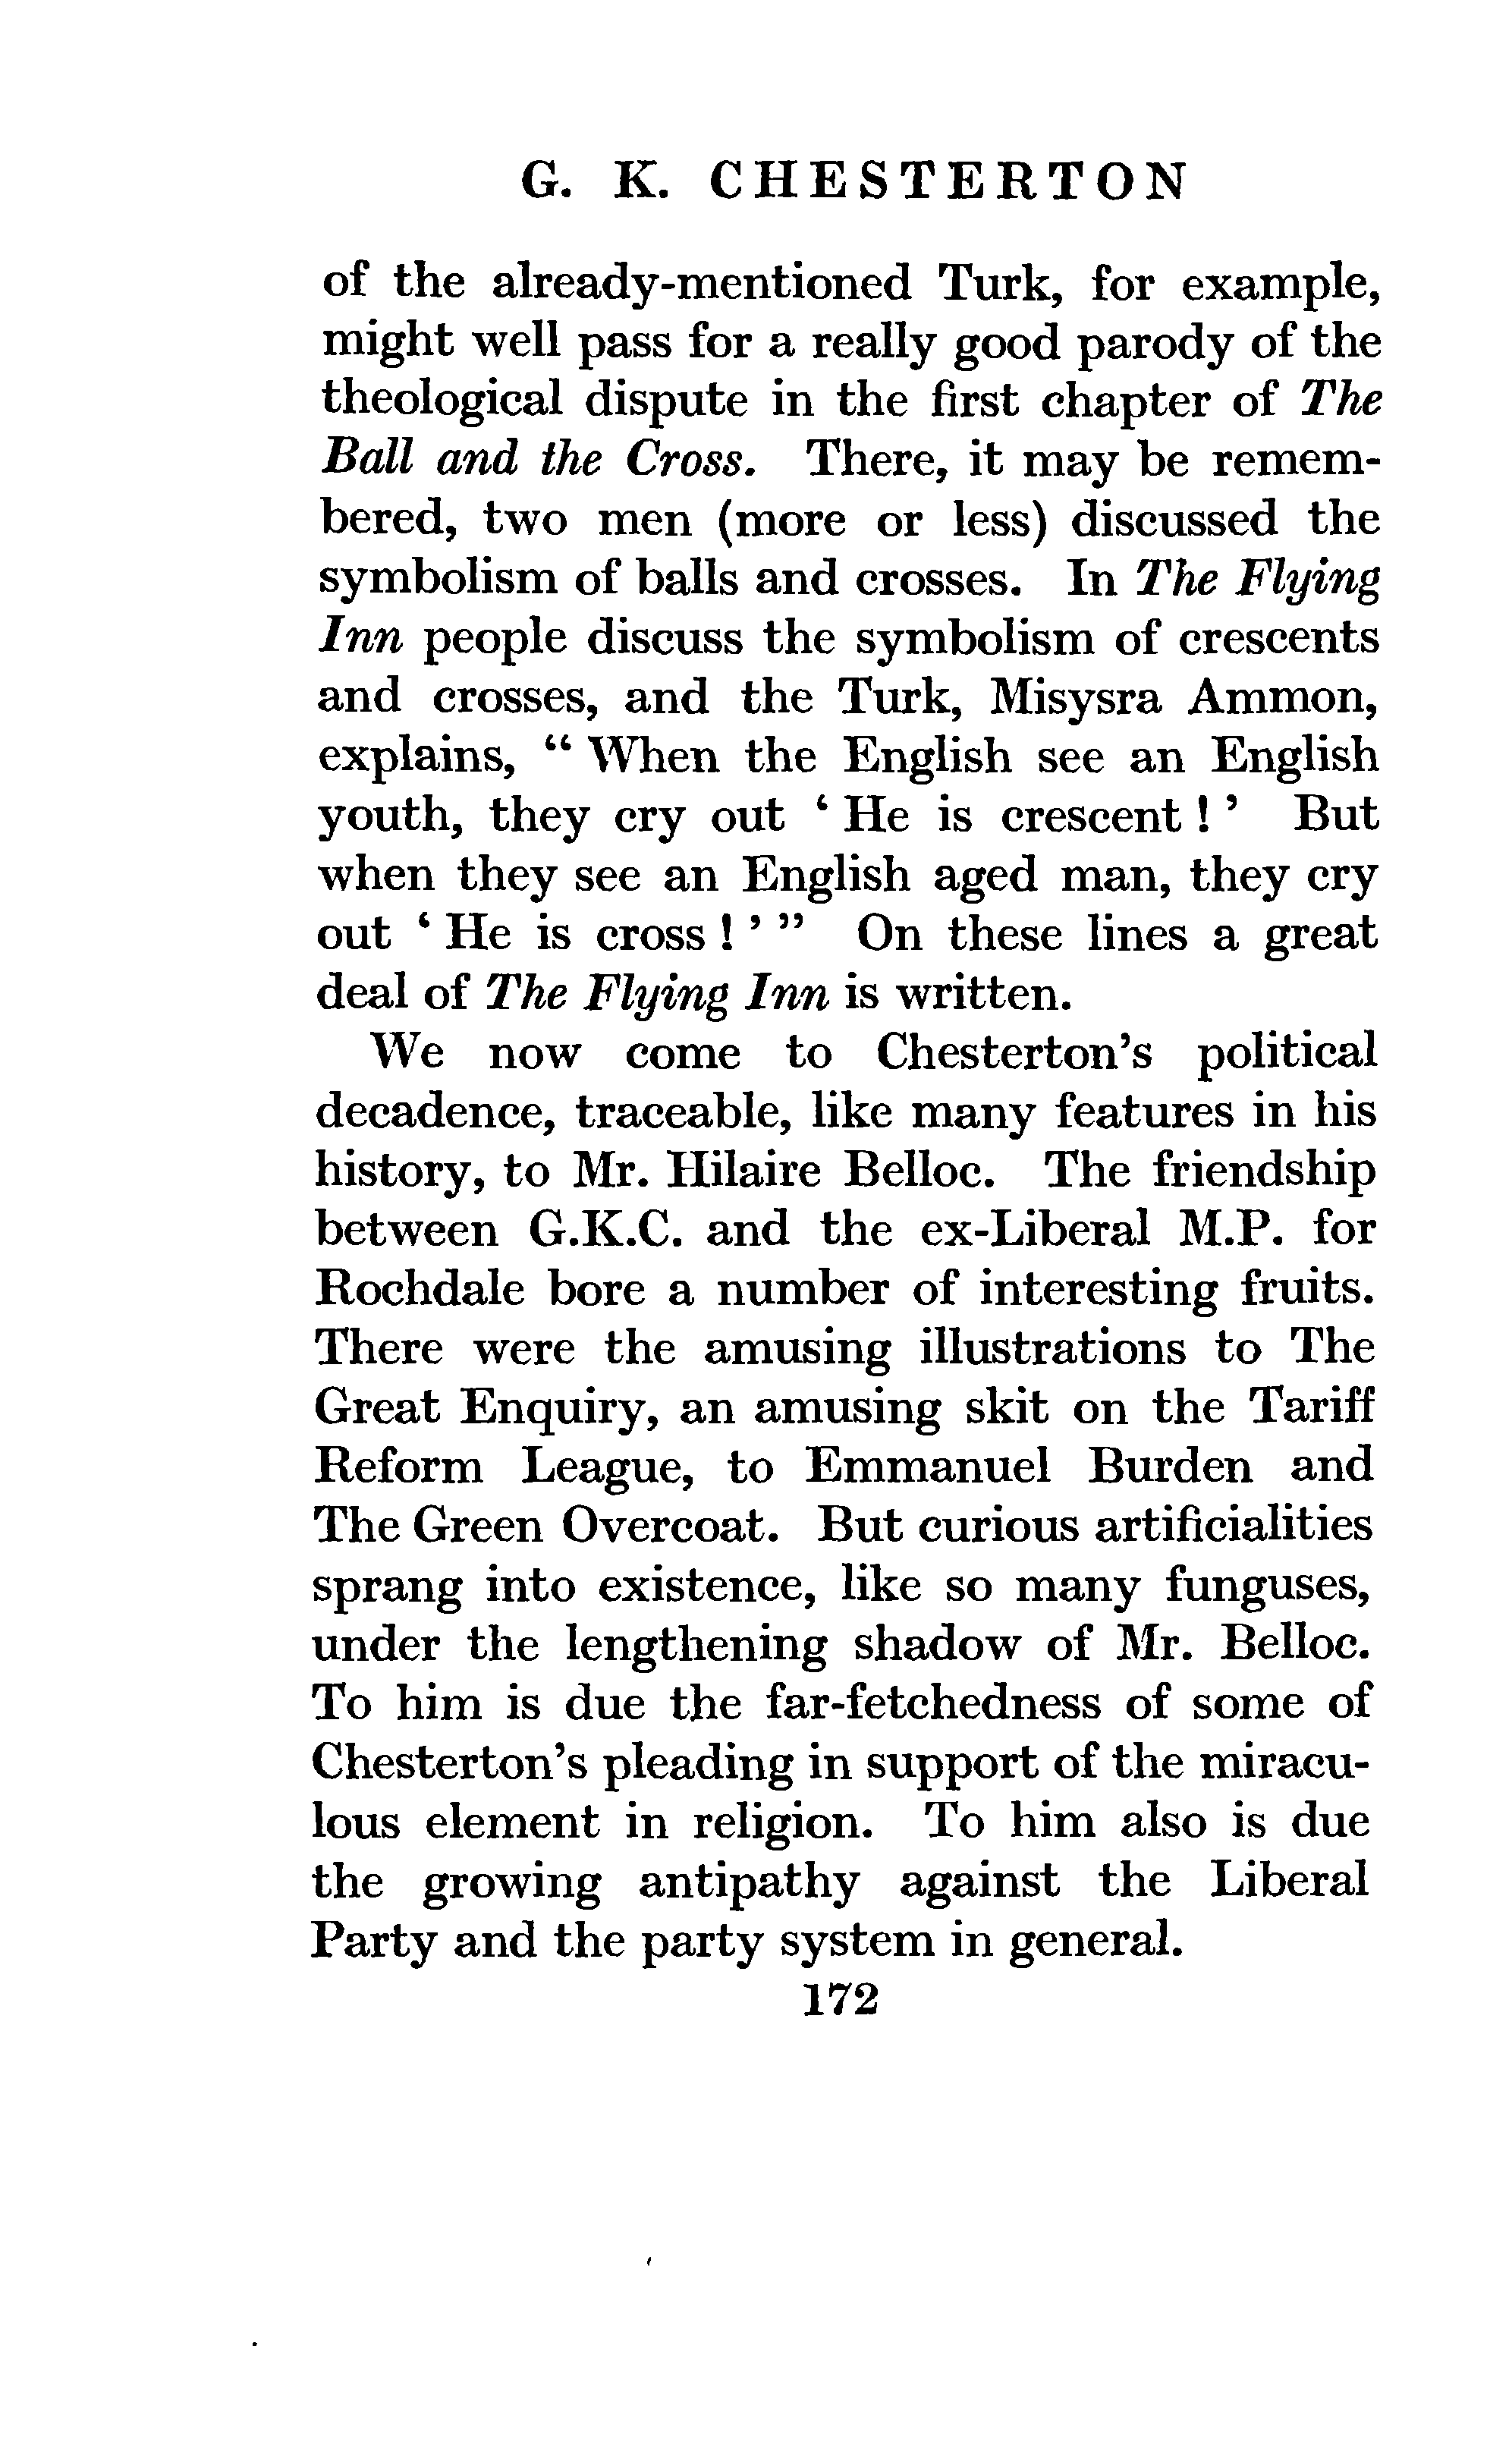 G. K. CHESTERTON
of the already-mentioned Turk, for example,
might well pass for a really good parody of the
theological dispute in the first chapter of The
Ball and the Cross. There, it may be remem-
bered, two men (more or less) discussed the
symbolism of balls and crosses. In The Flying
Inn people discuss the symbolism of crescents
and crosses, and the Turk, Misysra Ammon,
explains, “ When the English see an English
youth, they cry out ‘ He is crescent ! ’ But
when they see an English aged man, they cry
out ‘ He is cross ! ’ ” On these lines a great
deal of The Flying Inn is written.
We now come to Chesterton’s political
decadence, traceable, like many features in his
history, to Mr. Hilaire Belloc. The friendship
between G.K.C. and the ex-Liberal M.P. for
Rochdale bore a number of interesting fruits.
There were the amusing illustrations to The
Great Enquiry, an amusing skit on the Tariff
Reform League, to Emmanuel Burden and
The Green Overcoat. But curious artificialities
sprang into existence, like so many funguses,
under the lengthening shadow of Mr. Belloc.
To him is due the far-fetchedness of some of
Chesterton’s pleading in support of the miracu-
lous element in religion. To him also is due
the growing antipathy against the Liberal
Party and the party system in general.
172